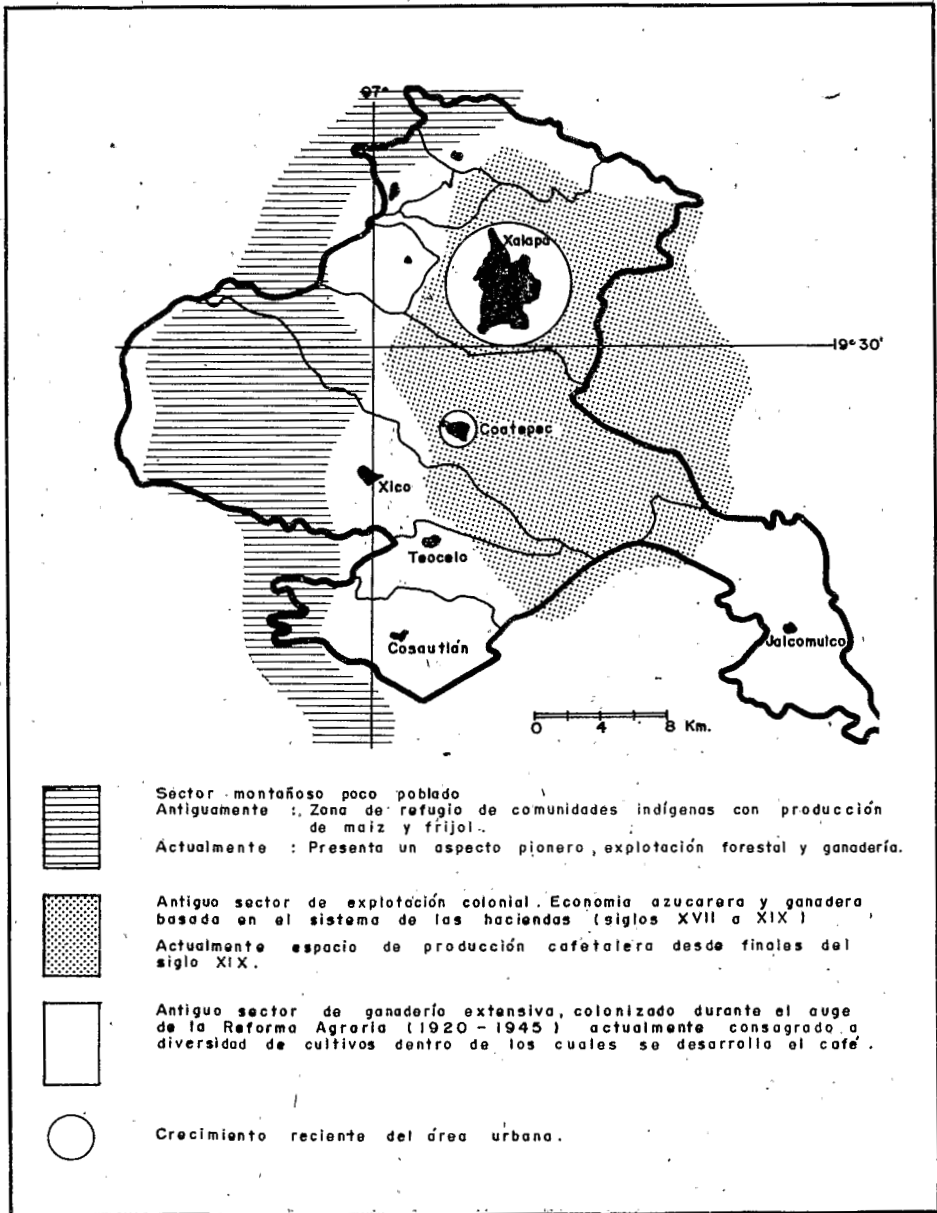 97°
Xalapa
19° 30'
Coatepec
Xico
Teocelo
Cosautlán
Jalcomulco
0 4 8 Km.
Sector montañoso poco poblado
Antiguamente : Zona de refugio de comunidades indígenas con producción
de maiz y frijol.
Actualmente : Presenta un aspecto pionero, explotación forestal y ganadería.
Antiguo sector de explotación colonial. Economia azucarera y ganadera
basada en el sistema de las haciendas (siglos XVII a XIX)
Actualmente espacio de producción cafetalera desde finales del
siglo XIX.
Antiguo sector de ganadería extensiva, colonizado durante el auge
de la Reforma Agraria (1920 - 1945) actualmente consagrado a
diversidad de cultivos dentro de los cuales se desarrolla el café.
Crecimiento reciente del área urbana.